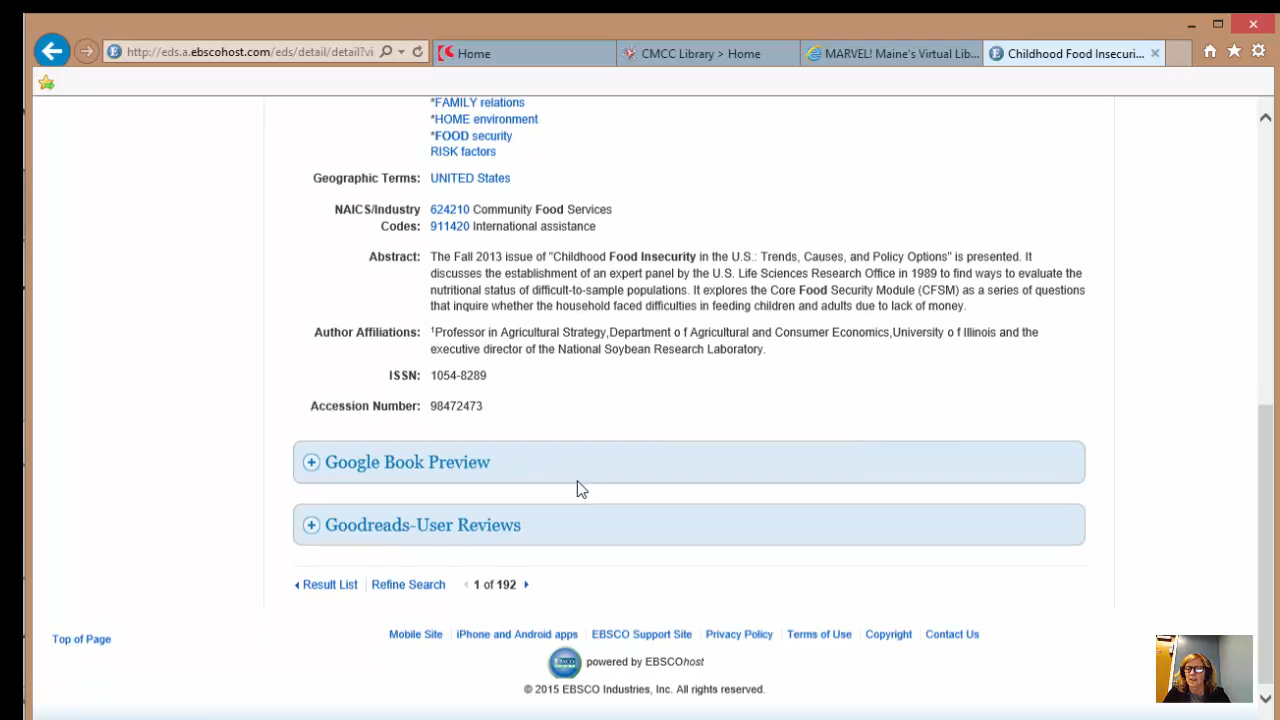 http://eds.a.ebscohost.com/eds/detail/detail?vi
Home
CMCC Library > Home
MARVEL! Maine's Virtual Lib...
Childhood Food Insecuri...
*FAMILY relations
*HOME environment
*FOOD security
RISK factors
Geographic Terms: UNITED States
NAICS/Industry 624210 Community Food Services
Codes: 911420 International assistance
Abstract: The Fall 2013 issue of "Childhood Food Insecurity in the U.S.: Trends, Causes, and Policy Options" is presented. It
discusses the establishment of an expert panel by the U.S. Life Sciences Research Office in 1989 to find ways to evaluate the
nutritional status of difficult-to-sample populations. It explores the Core Food Security Module (CFSM) as a series of questions
that inquire whether the household faced difficulties in feeding children and adults due to lack of money.
Author Affiliations: ¹Professor in Agricultural Strategy,Department o f Agricultural and Consumer Economics,University o f Illinois and the
executive director of the National Soybean Research Laboratory.
ISSN: 1054-8289
Accession Number: 98472473
Google Book Preview
Goodreads-User Reviews
Result List Refine Search 1 of 192
Top of Page
Mobile Site iPhone and Android apps EBSCO Support Site Privacy Policy Terms of Use Copyright Contact Us
powered by EBSCOhost
© 2015 EBSCO Industries, Inc. All rights reserved.